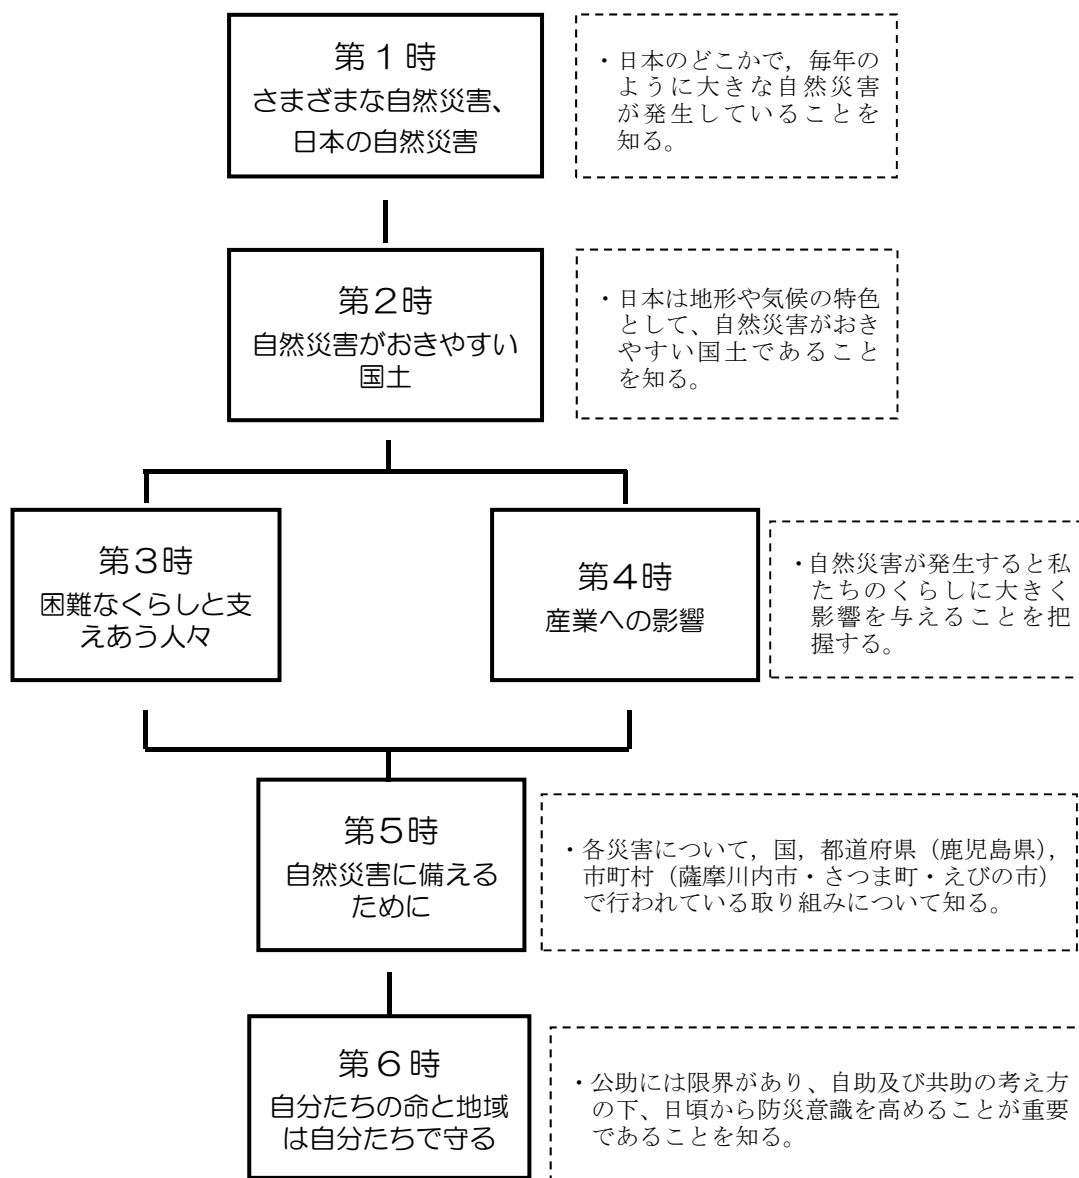 第１時
さまざまな自然災害、
日本の自然災害
・日本のどこかで，毎年の
ように大きな自然災害
が発生していることを
知る。
第２時
自然災害がおきやすい
国土
・日本は地形や気候の特色
として、自然災害がおき
やすい国土であること
を知る。
第３時
困難なくらしと支
えあう人々
第４時
産業への影響
・自然災害が発生すると私
たちのくらしに大きく
影響を与えることを把
握する。
第５時
自然災害に備える
ために
・各災害について，国，都道府県（鹿児島県），
市町村（薩摩川内市・さつま町・えびの市）
で行われている取り組みについて知る。
第６時
自分たちの命と地域
は自分たちで守る
・公助には限界があり、自助及び共助の考え方
の下、日頃から防災意識を高めることが重要
であることを知る。